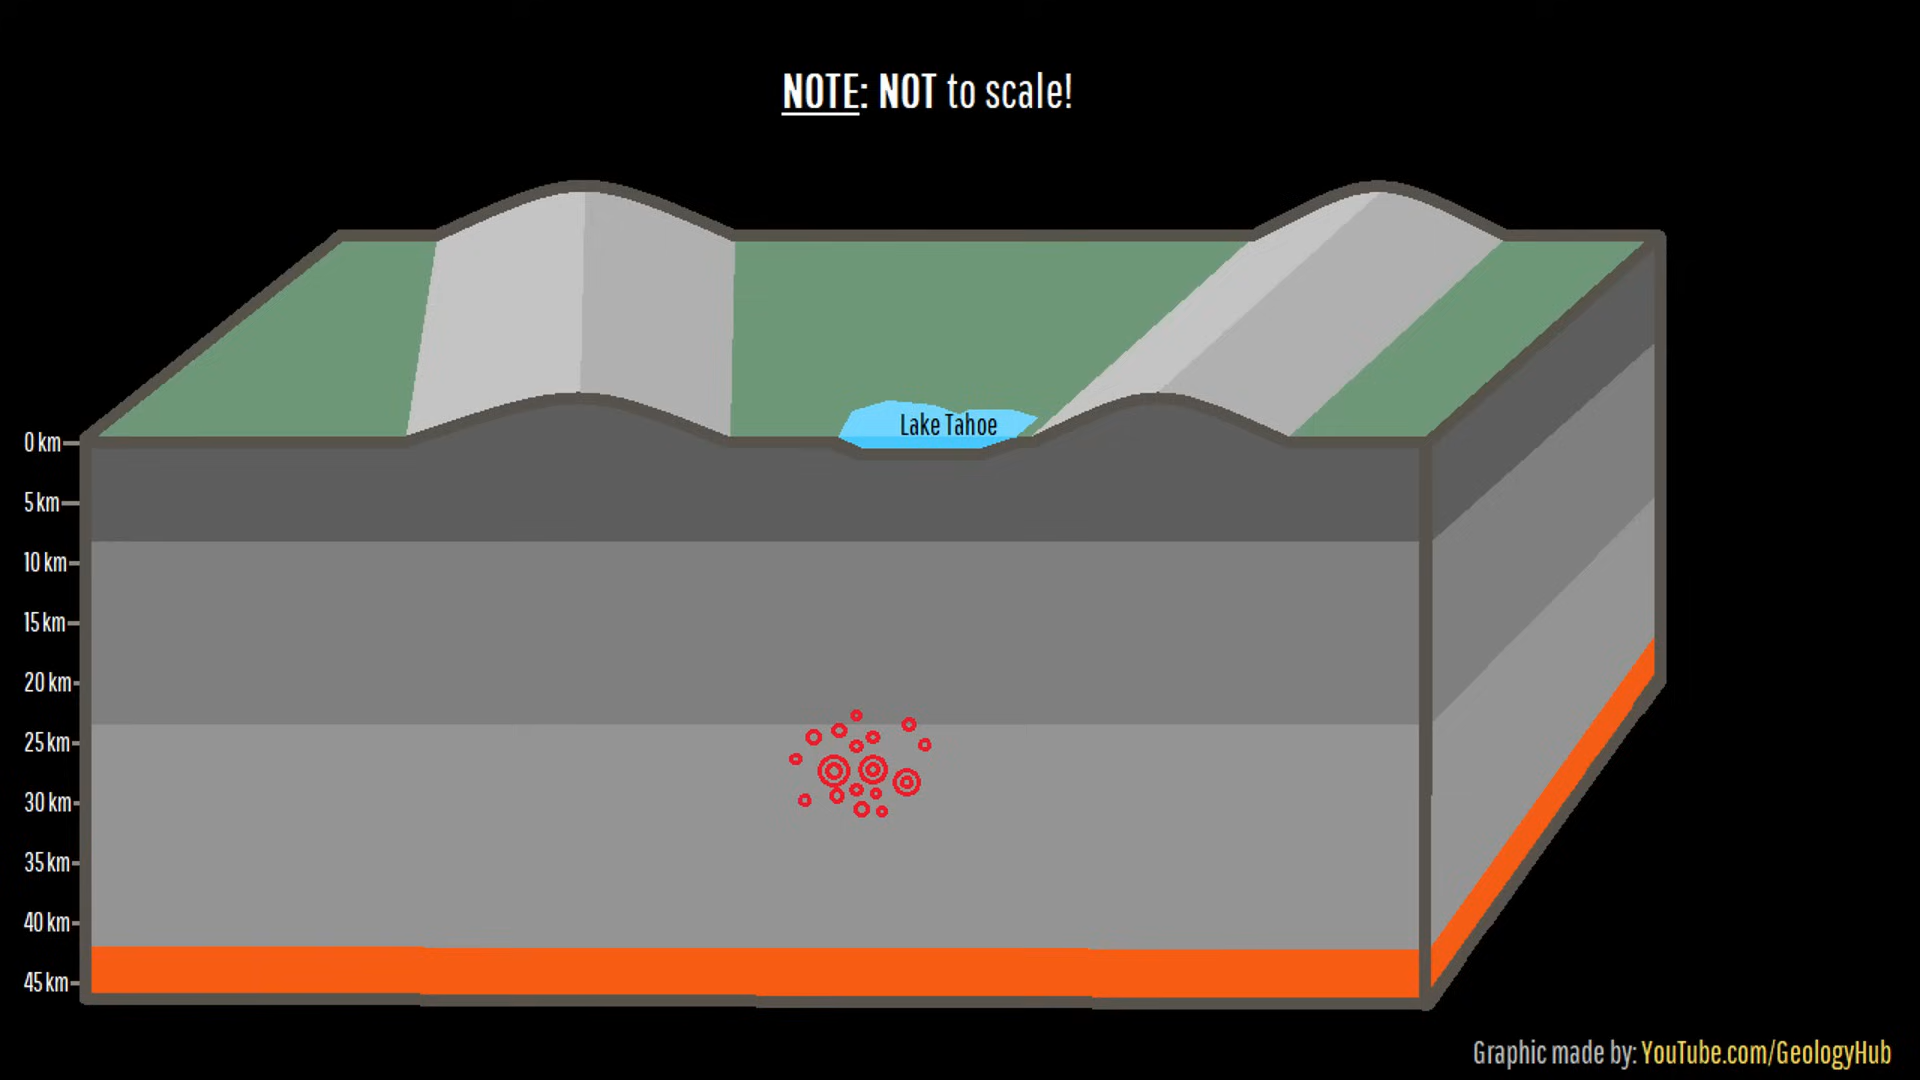 NOTE: NOT to scale!
Lake Tahoe
0 km
5 km
10 km
15 km
20 km
25 km
30 km
35 km
40 km
45 km
Graphic made by: YouTube.com/GeologyHub